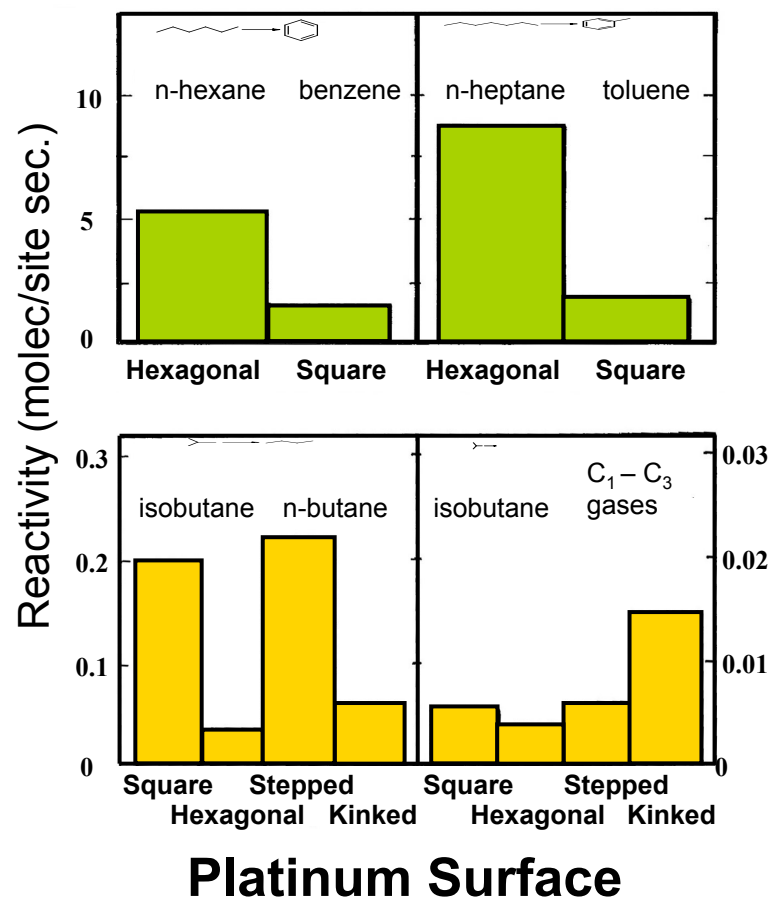 Reactivity (molec/site sec.)
n-hexane benzene
n-heptane toluene
10
5
0
Hexagonal Square
Hexagonal Square
0.3
0.2
0.1
0
isobutane n-butane
isobutane
C₁ – C₃
gases
0.03
0.02
0.01
0
Square Stepped
Hexagonal Kinked
Square Stepped
Hexagonal Kinked
Platinum Surface